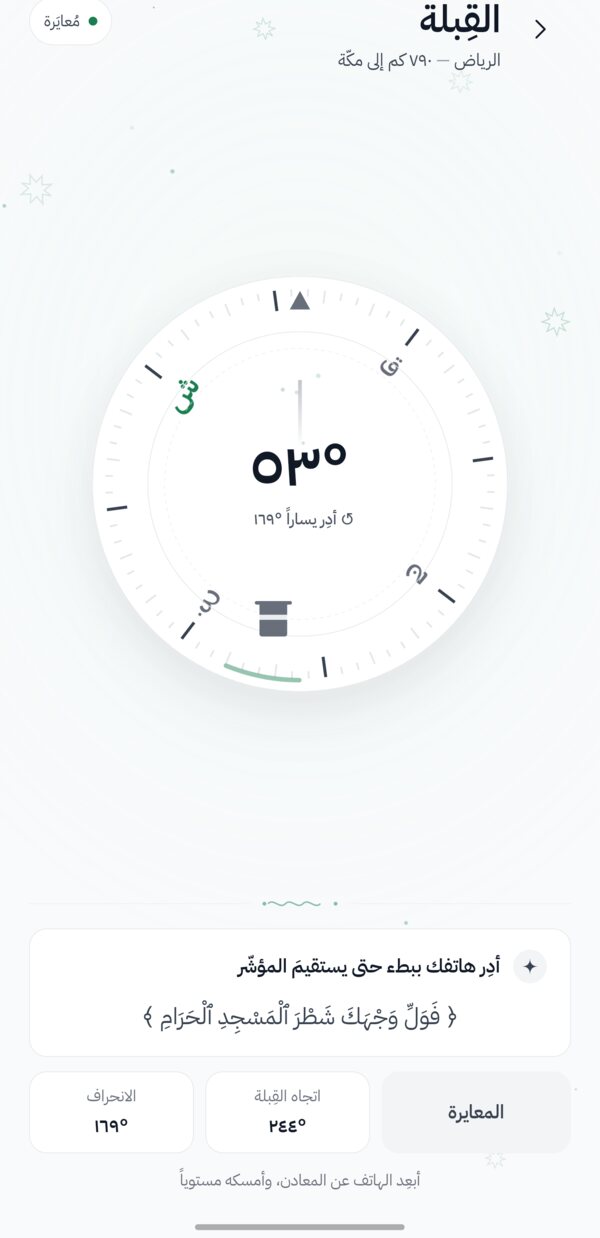 القِبلة
الرياض — ٧٩٠ كم إلى مكّة
مُعايَرة
ش
ق
ج
غ
٥٣°
↺ أدِر يساراً ١٦٩°
أدِر هاتفك ببطء حتى يستقيمَ المؤشّر
﴿ فَوَلِّ وَجْهَكَ شَطْرَ ٱلْمَسْجِدِ ٱلْحَرَامِ ﴾
المعايرة
اتجاه القِبلة
٢٤٤°
الانحراف
١٦٩°
أبعِد الهاتف عن المعادن، وأمسكه مستوياً